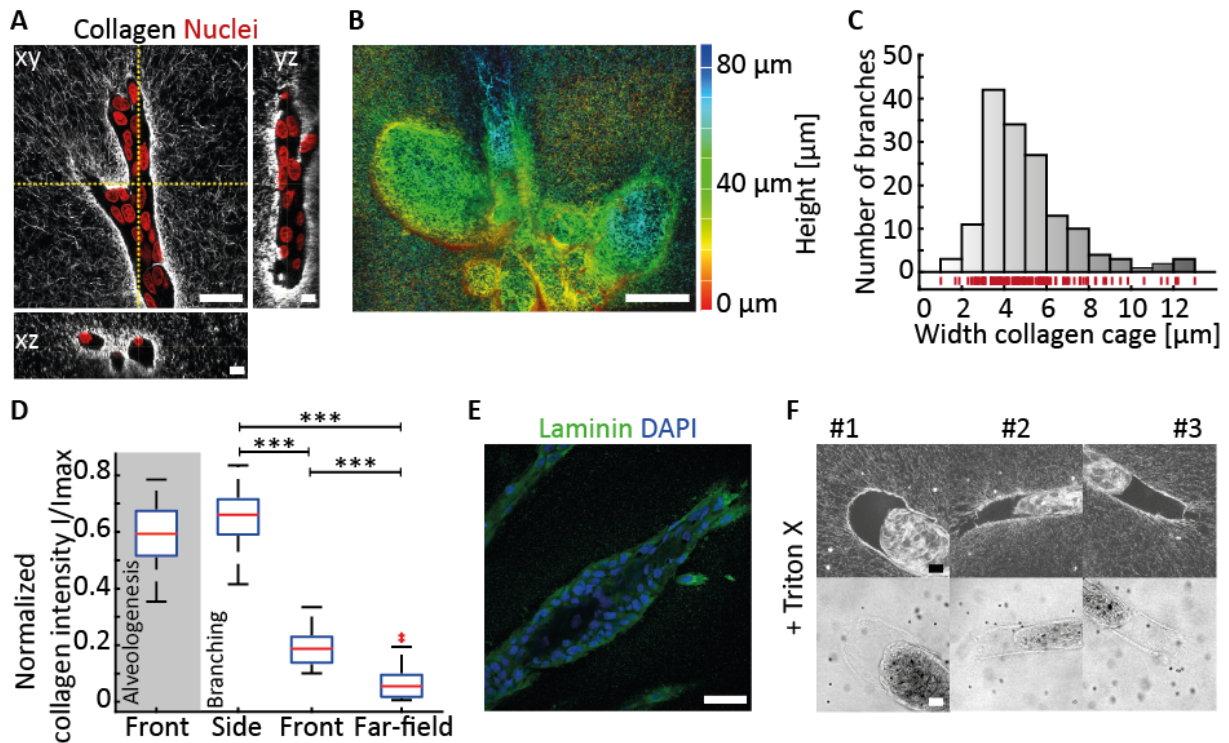 A
Collagen Nuclei
xy
yz
xz
B
80 µm
40 µm
0 µm
Height [µm]
C
Number of branches
50
40
30
20
10
0
0 2 4 6 8 10 12
Width collagen cage [µm]
D
Normalized
collagen intensity I/Imax
0.8
0.6
0.4
0.2
0
Alveologenesis
Branching
***
***
***
Front Side Front Far-field
E
Laminin DAPI
F
#1 #2 #3
+ Triton X